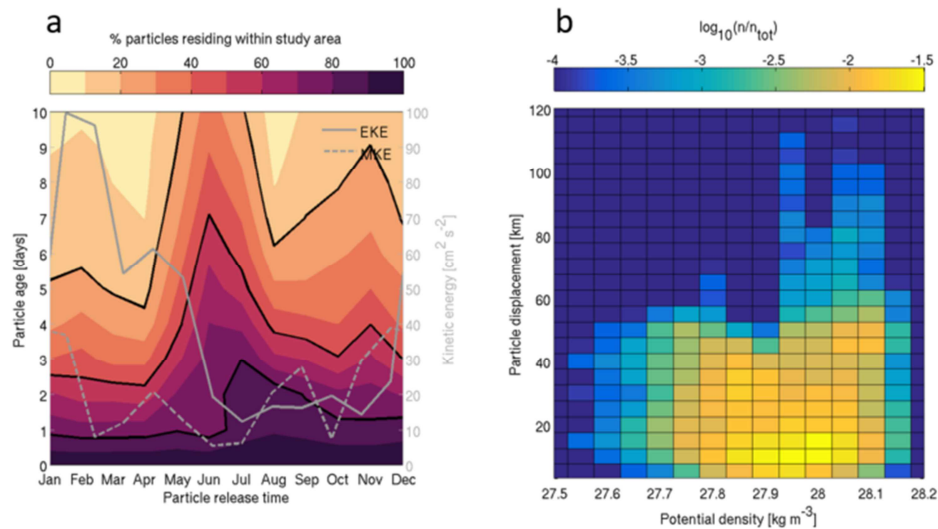 a
% particles residing within study area
0 20 40 60 80 100
10
9
8
7
6
5
4
3
2
1
0
Particle age [days]
100
90
80
70
60
50
40
30
20
10
0
Kinetic energy [cm² s⁻²]
EKE
MKE
Jan Feb Mar Apr May Jun Jul Aug Sep Oct Nov Dec
Particle release time
b
log₁₀(n/nₜₒₜ)
-4 -3.5 -3 -2.5 -2 -1.5
120
100
80
60
40
20
Particle displacement [km]
27.5 27.6 27.7 27.8 27.9 28 28.1 28.2
Potential density [kg m⁻³]